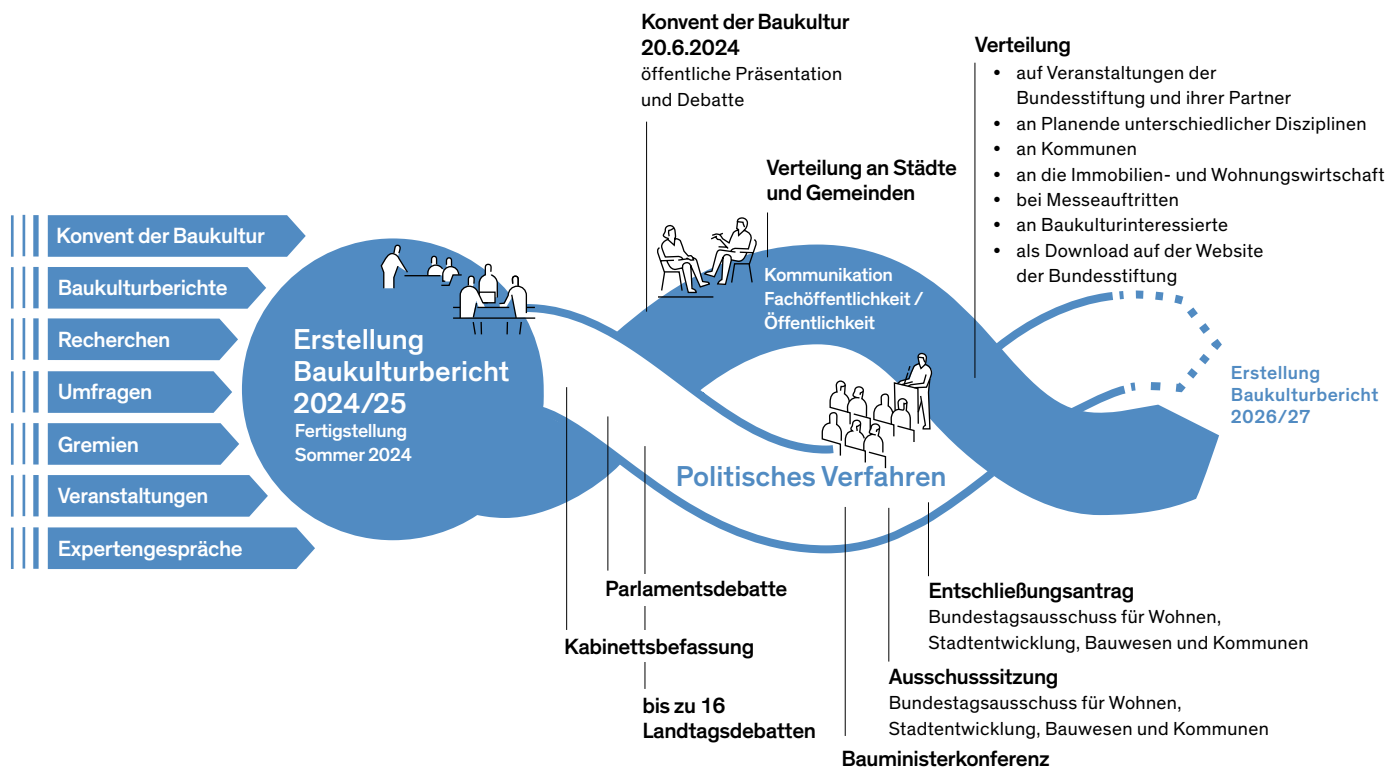 Konvent der Baukultur
20.6.2024
öffentliche Präsentation
und Debatte
Verteilung
• auf Veranstaltungen der
Bundesstiftung und ihrer Partner
• an Planende unterschiedlicher Disziplinen
• an Kommunen
• an die Immobilien- und Wohnungswirtschaft
• bei Messeauftritten
• an Baukulturinteressierte
• als Download auf der Website
der Bundesstiftung
Verteilung an Städte
und Gemeinden
Konvent der Baukultur
Baukulturberichte
Recherchen
Umfragen
Gremien
Veranstaltungen
Expertengespräche
Erstellung
Baukulturbericht
2024/25
Fertigstellung
Sommer 2024
Kommunikation
Fachöffentlichkeit /
Öffentlichkeit
Politisches Verfahren
Erstellung
Baukulturbericht
2026/27
Parlamentsdebatte
Kabinettsbefassung
bis zu 16
Landtagsdebatten
Entschließungsantrag
Bundestagsausschuss für Wohnen,
Stadtentwicklung, Bauwesen und Kommunen
Ausschusssitzung
Bundestagsausschuss für Wohnen,
Stadtentwicklung, Bauwesen und Kommunen
Bauministerkonferenz